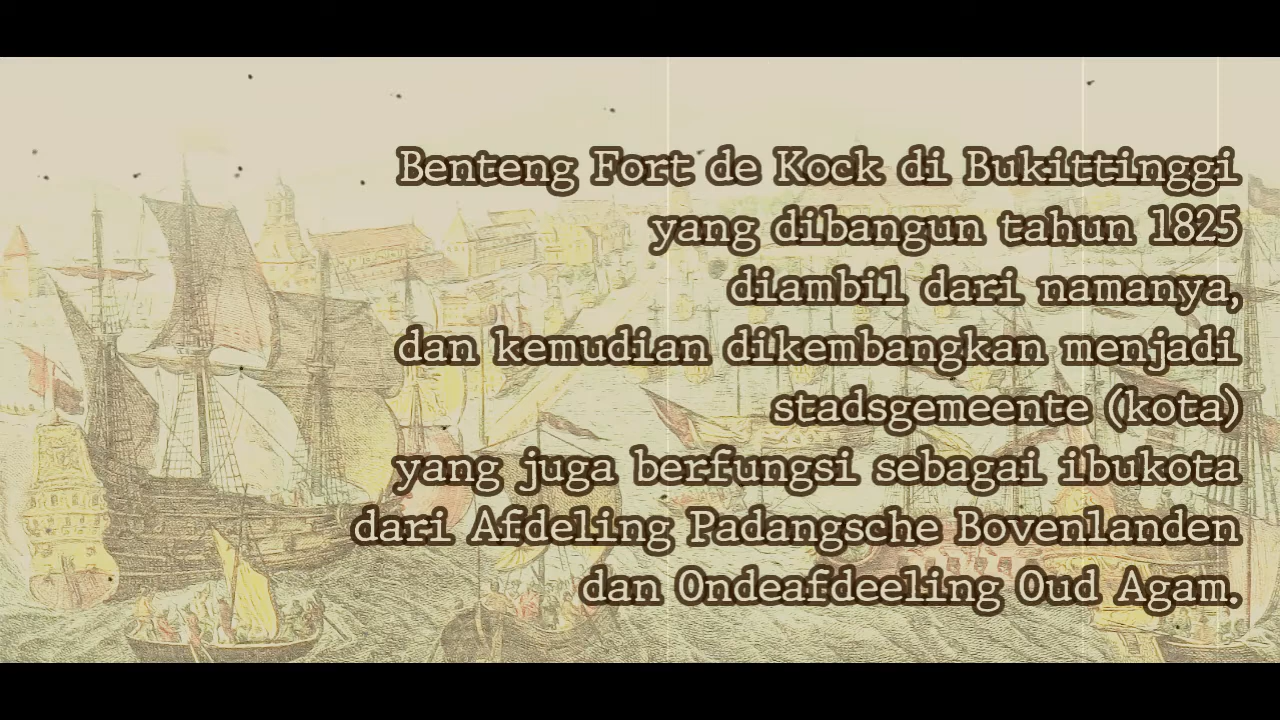 Benteng Fort de Kock di Bukittinggi
yang dibangun tahun 1825
diambil dari namanya,
dan kemudian dikembangkan menjadi
stadsgemeente (kota)
yang juga berfungsi sebagai ibukota
dari Afdeling Padangsche Bovenlanden
dan Ondeafdeeling Oud Agam.